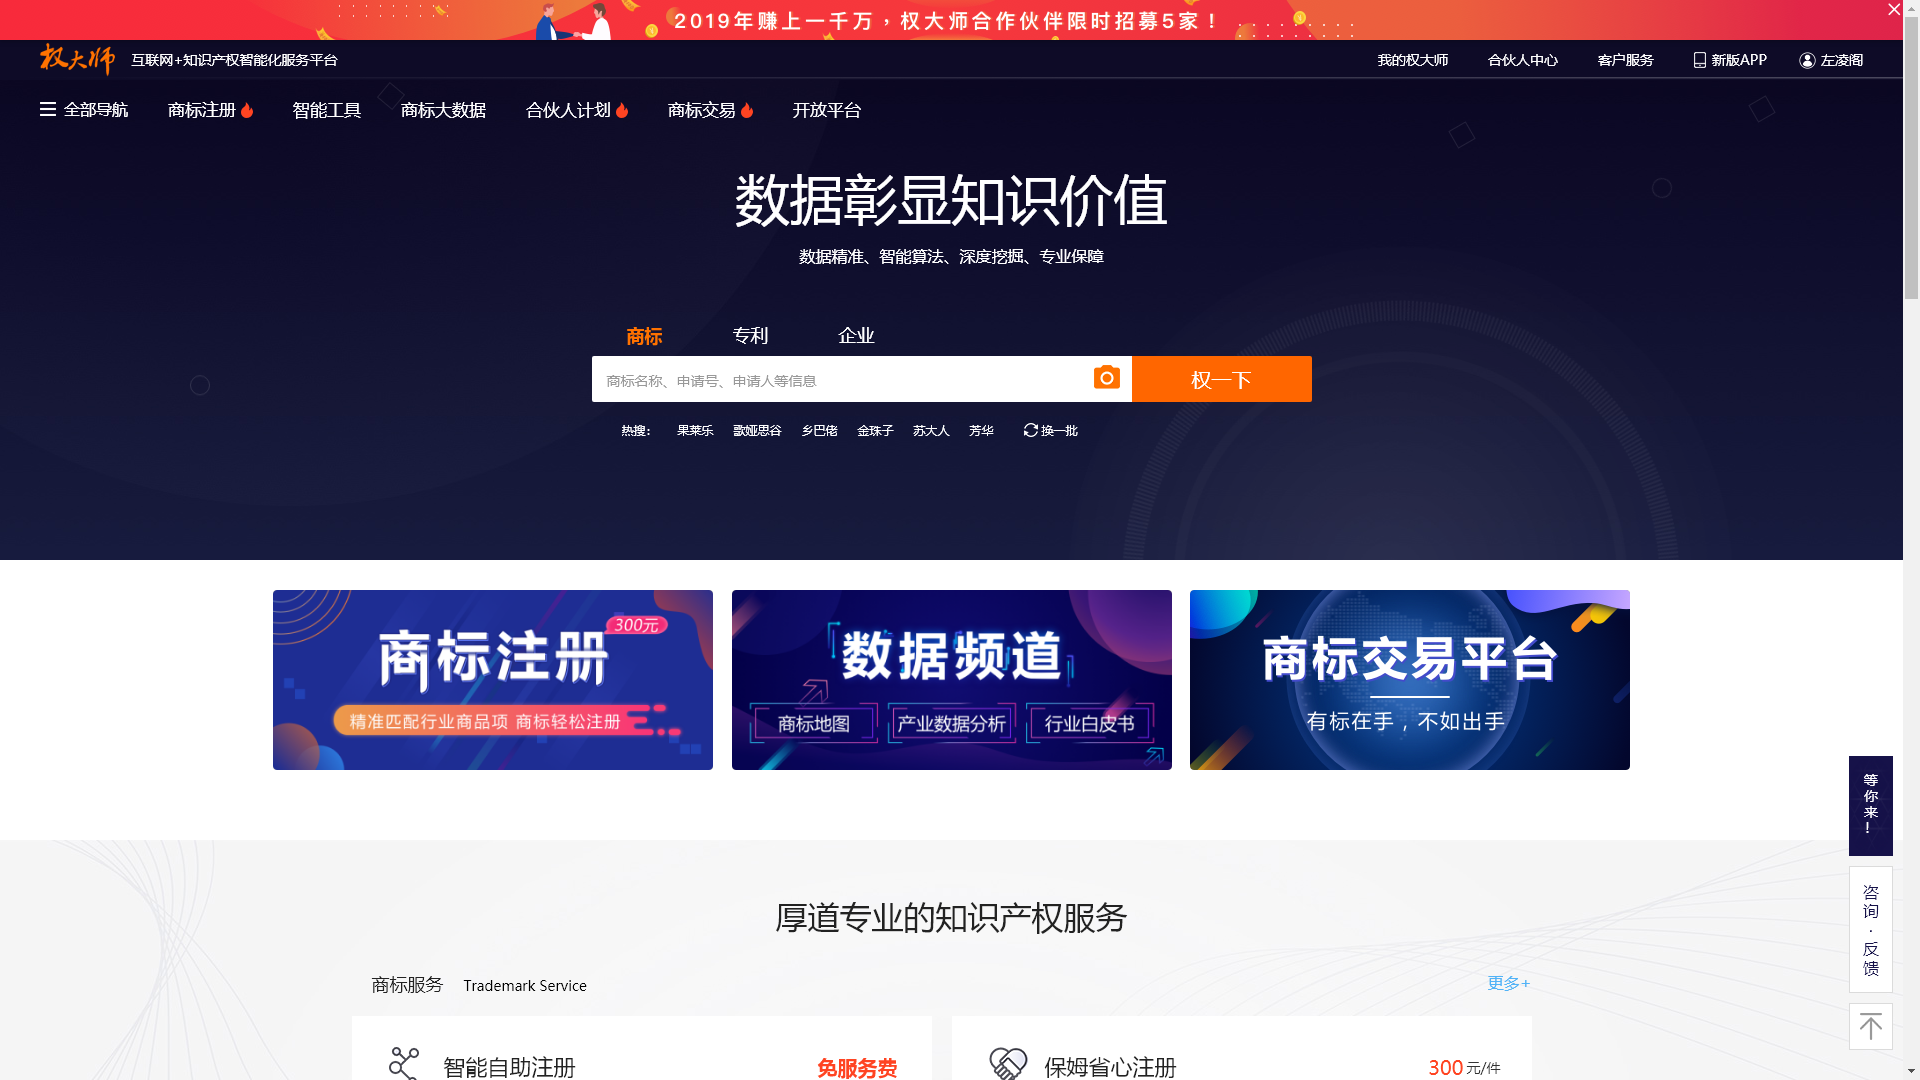 2019年赚上一千万，权大师合作伙伴限时招募5家！
权大师 互联网+知识产权智能化服务平台 我的权大师 合伙人中心 客户服务 新版APP 左凌阁
全部导航 商标注册 智能工具 商标大数据 合伙人计划 商标交易 开放平台
数据彰显知识价值
数据精准、智能算法、深度挖掘、专业保障
商标 专利 企业
商标名称、申请号、申请人等信息 权一下
热搜： 果莱乐 歌娅思谷 乡巴佬 金珠子 苏大人 芳华 换一批
300元
商标注册
精准匹配行业商品项 商标轻松注册
数据频道
商标地图 产业数据分析 行业白皮书
商标交易平台
有标在手，不如出手
等你来！
咨询·反馈
厚道专业的知识产权服务
商标服务 Trademark Service 更多+
智能自助注册 免服务费
保姆省心注册 300元/件